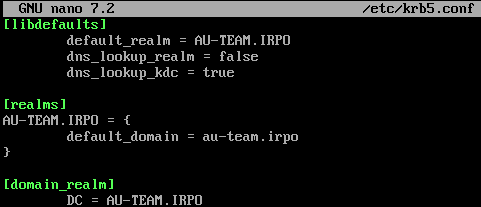 GNU nano 7.2 /etc/krb5.conf
[libdefaults]
default_realm = AU-TEAM.IRPO
dns_lookup_realm = false
dns_lookup_kdc = true
[realms]
AU-TEAM.IRPO = {
default_domain = au-team.irpo
}
[domain_realm]
DC = AU-TEAM.IRPO